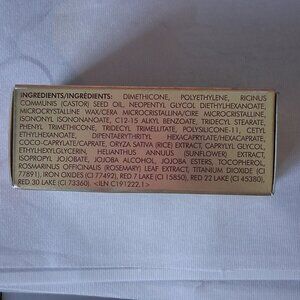 INGREDIENTS/INGRÉDIENTS: DIMETHICONE, POLYETHYLENE, RICINUS
COMMUNIS (CASTOR) SEED OIL, NEOPENTYL GLYCOL DIETHYLHEXANOATE,
MICROCRYSTALLINE WAX/CERA MICROCRISTALLINA/CIRE MICROCRISTALLINE,
ISONONYL ISONONANOATE, C12-15 ALKYL BENZOATE, TRIDECYL STEARATE,
PHENYL TRIMETHICONE, TRIDECYL TRIMELLITATE, POLYSILICONE-11, CETYL
ETHYLHEXANOATE, DIPENTAERYTHRITYL HEXACAPRYLATE/HEXACAPRATE,
COCO-CAPRYLATE/CAPRATE, ORYZA SATIVA (RICE) EXTRACT, CAPRYLYL GLYCOL,
ETHYLHEXYLGLYCERIN, HELIANTHUS ANNUUS (SUNFLOWER) EXTRACT,
ISOPROPYL JOJOBATE, JOJOBA ALCOHOL, JOJOBA ESTERS, TOCOPHEROL,
ROSMARINUS OFFICINALIS (ROSEMARY) LEAF EXTRACT, TITANIUM DIOXIDE (CI
77891), IRON OXIDES (CI 77492), RED 7 LAKE (CI 15850), RED 22 LAKE (CI 45380),
RED 30 LAKE (CI 73360). <ILN C191222.1>